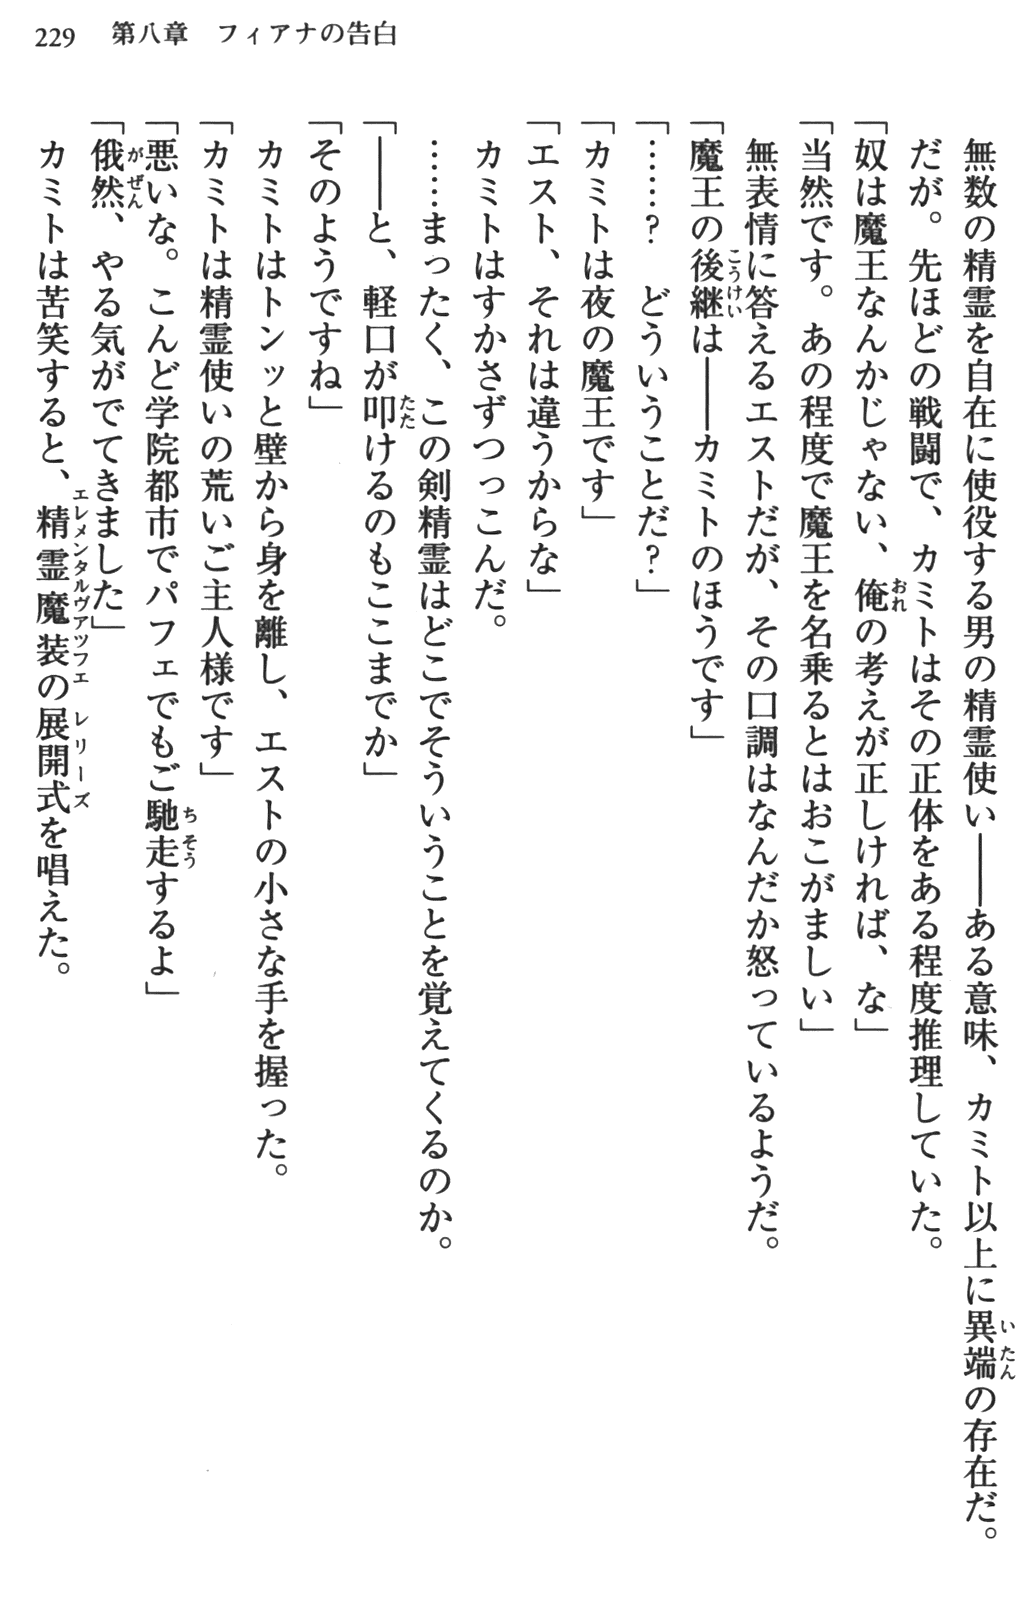 229　第八章　フィアナの告白
無数の精霊を自在に使役する男の精霊使い――ある意味、カミト以上に異端の存在だ。
だが。先ほどの戦闘で、カミトはその正体をある程度推理していた。
「奴は魔王なんかじゃない、俺の考えが正しければ、な」
「当然です。あの程度で魔王を名乗るとはおこがましい」
無表情に答えるエストだが、その口調はなんだか怒っているようだ。
「魔王の後継は――カミトのほうです」
「……？　どういうことだ？」
「カミトは夜の魔王です」
「エスト、それは違うからな」
カミトはすかさずつっこんだ。
……まったく、この剣精霊はどこでそういうことを覚えてくるのか。
「――と、軽口が叩けるのもここまでか」
「そのようですね」
カミトはトンッと壁から身を離し、エストの小さな手を握った。
「カミトは精霊使いの荒いご主人様です」
「悪いな。こんど学院都市でパフェでもご馳走するよ」
「俄然、やる気がでてきました」
カミトは苦笑すると、精霊魔装の展開式を唱えた。